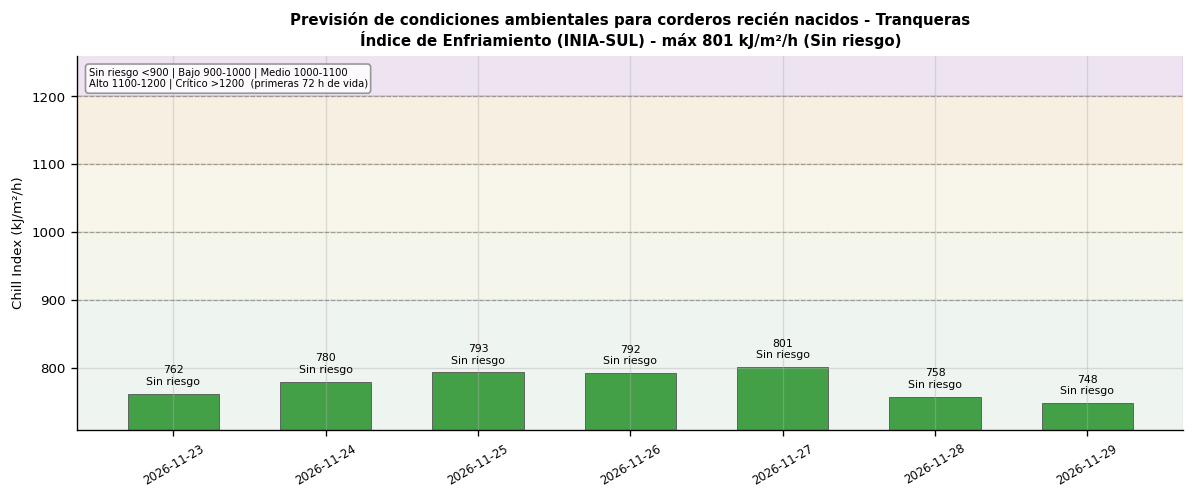 Previsión de condiciones ambientales para corderos recién nacidos - Tranqueras
Índice de Enfriamiento (INIA-SUL) - máx 801 kJ/m²/h (Sin riesgo)
Sin riesgo <900 | Bajo 900-1000 | Medio 1000-1100
Alto 1100-1200 | Crítico >1200  (primeras 72 h de vida)
Chill Index (kJ/m²/h)
1200
1100
1000
900
800
762
Sin riesgo
780
Sin riesgo
793
Sin riesgo
792
Sin riesgo
801
Sin riesgo
758
Sin riesgo
748
Sin riesgo
2026-11-23
2026-11-24
2026-11-25
2026-11-26
2026-11-27
2026-11-28
2026-11-29